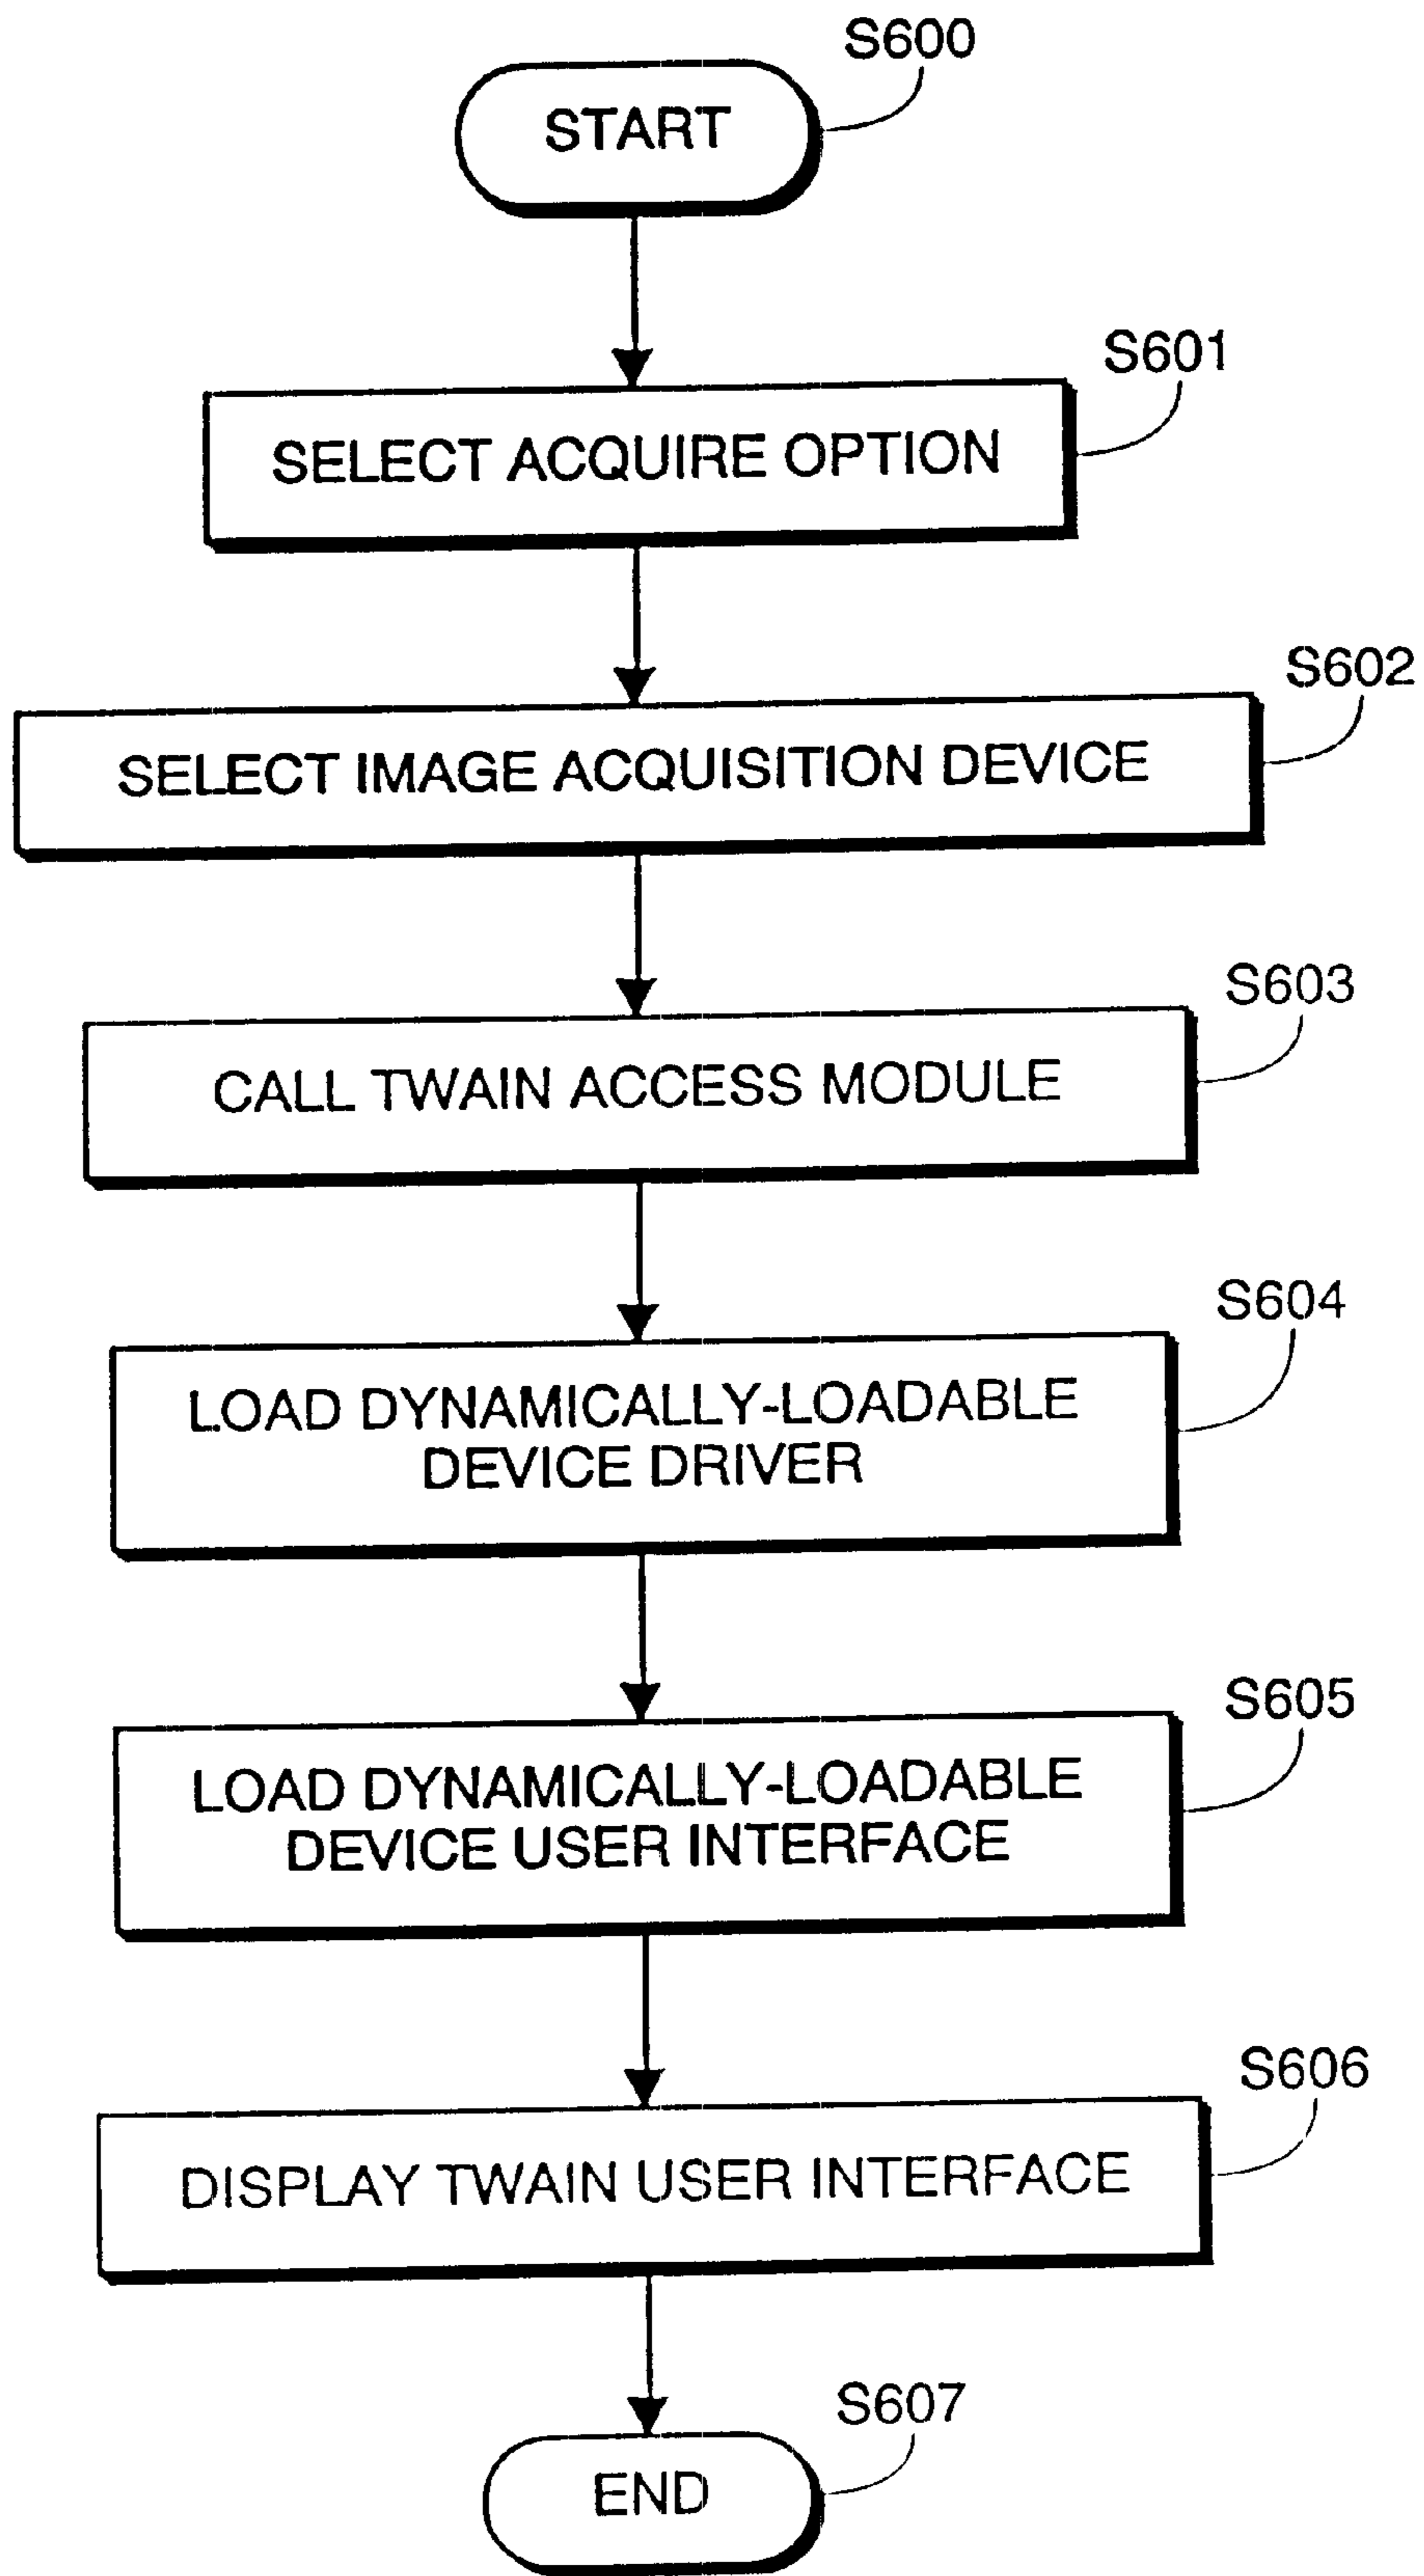 S600
START
S601
SELECT ACQUIRE OPTION
S602
SELECT IMAGE ACQUISITION DEVICE
S603
CALL TWAIN ACCESS MODULE
S604
LOAD DYNAMICALLY-LOADABLE
DEVICE DRIVER
S605
LOAD DYNAMICALLY-LOADABLE
DEVICE USER INTERFACE
S606
DISPLAY TWAIN USER INTERFACE
S607
END